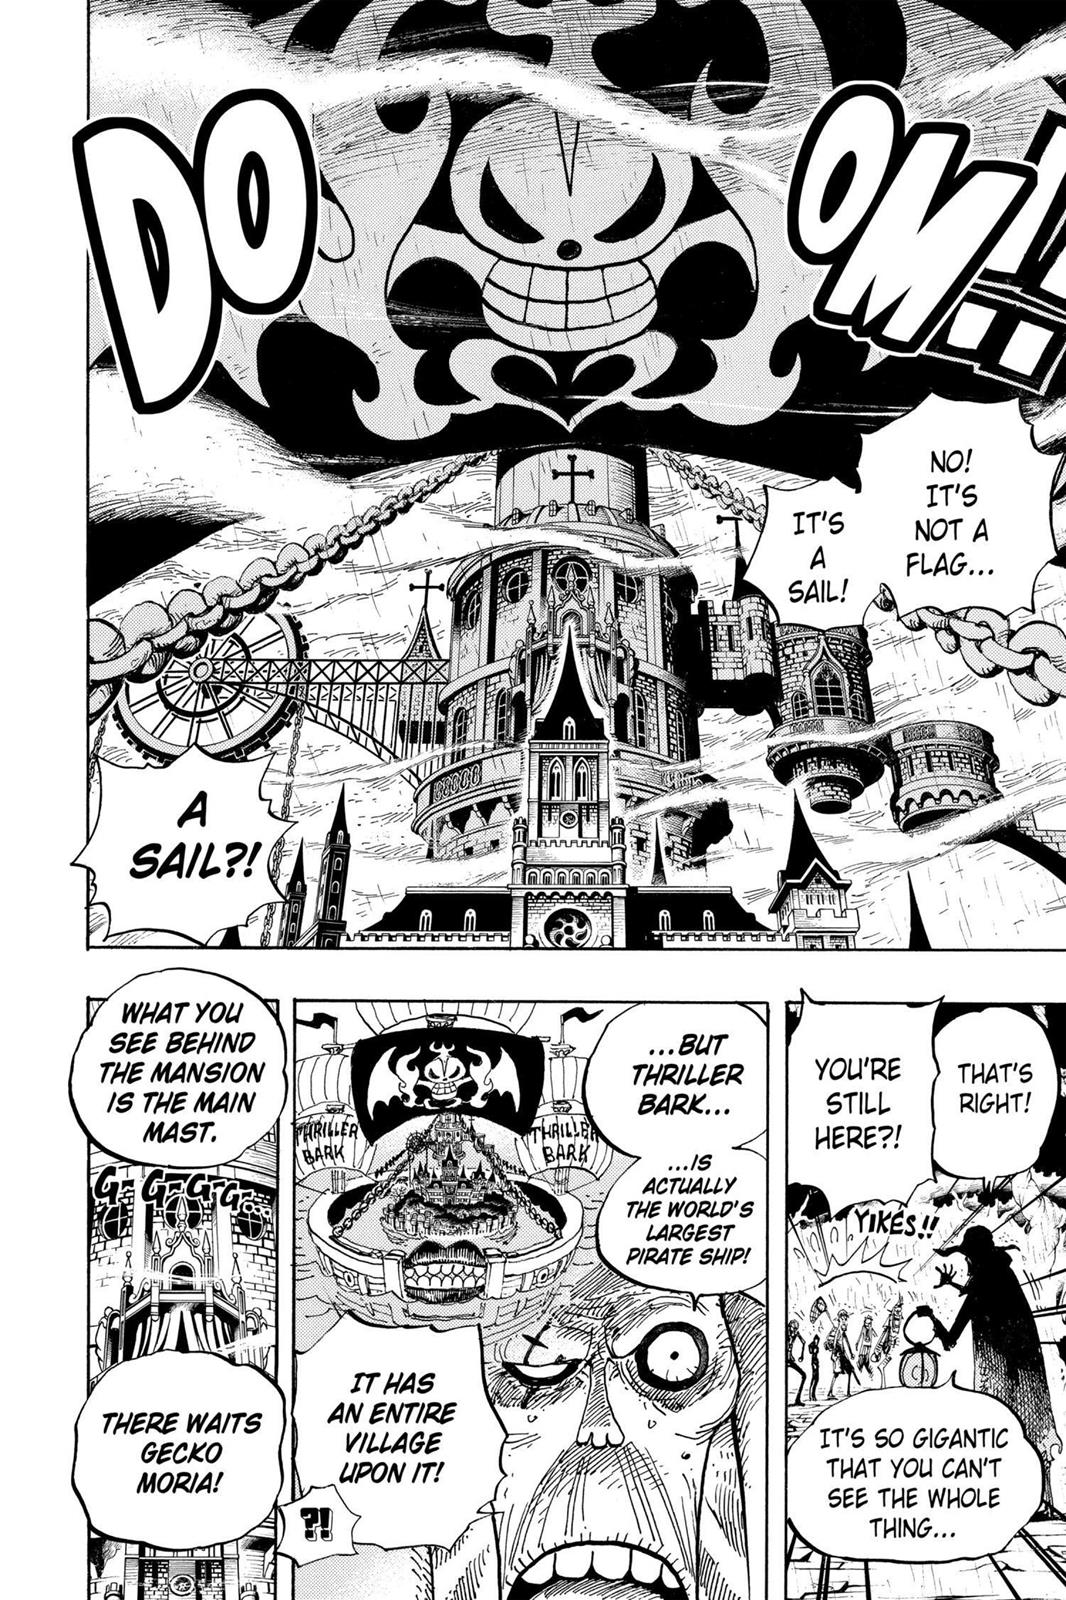 DOOM...!!
NO!
IT'S
NOT A
FLAG...
IT'S
A
SAIL!
A
SAIL?!
THAT'S
RIGHT!
YOU'RE
STILL
HERE?!
YIKES!!
IT'S SO GIGANTIC
THAT YOU CAN'T
SEE THE WHOLE
THING...
...BUT
THRILLER
BARK...
...IS
ACTUALLY
THE WORLD'S
LARGEST
PIRATE SHIP!
THRILLER
BARK
THRILLER
BARK
IT HAS
AN ENTIRE
VILLAGE
UPON IT!
?!
WHAT YOU
SEE BEHIND
THE MANSION
IS THE MAIN
MAST.
G-G-G-G-
THERE WAITS
GECKO
MORIA!